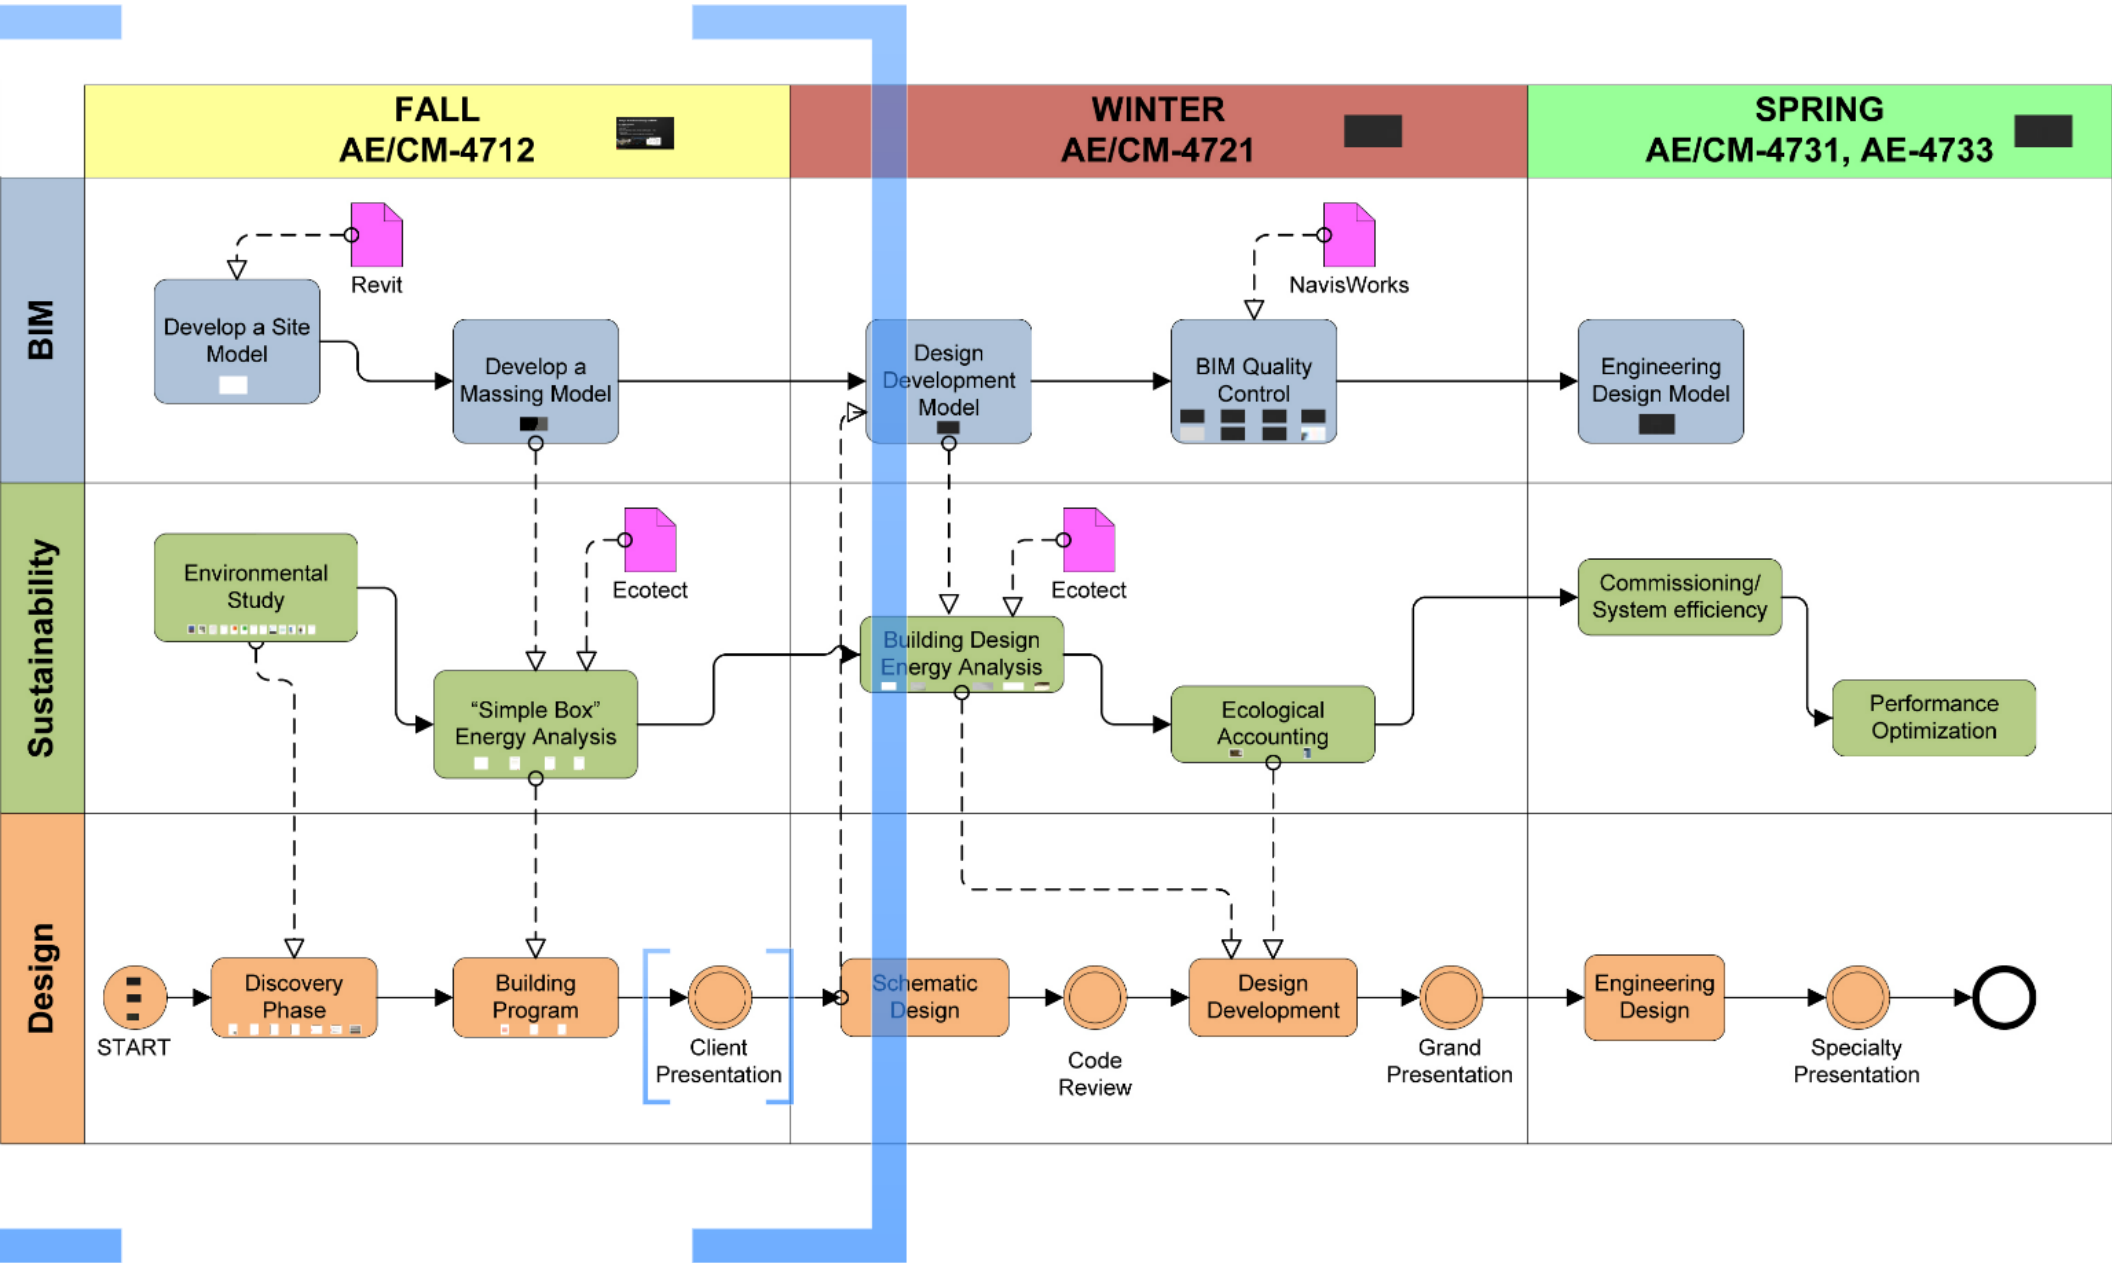 FALL
AE/CM-4712
WINTER
AE/CM-4721
SPRING
AE/CM-4731, AE-4733
BIM
Revit
Develop a Site
Model
Develop a
Massing Model
Design
Development
Model
NavisWorks
BIM Quality
Control
Engineering
Design Model
Sustainability
Environmental
Study
Ecotect
“Simple Box”
Energy Analysis
Ecotect
Building Design
Energy Analysis
Ecological
Accounting
Commissioning/
System efficiency
Performance
Optimization
Design
START
Discovery
Phase
Building
Program
Client
Presentation
Schematic
Design
Code
Review
Design
Development
Grand
Presentation
Engineering
Design
Specialty
Presentation